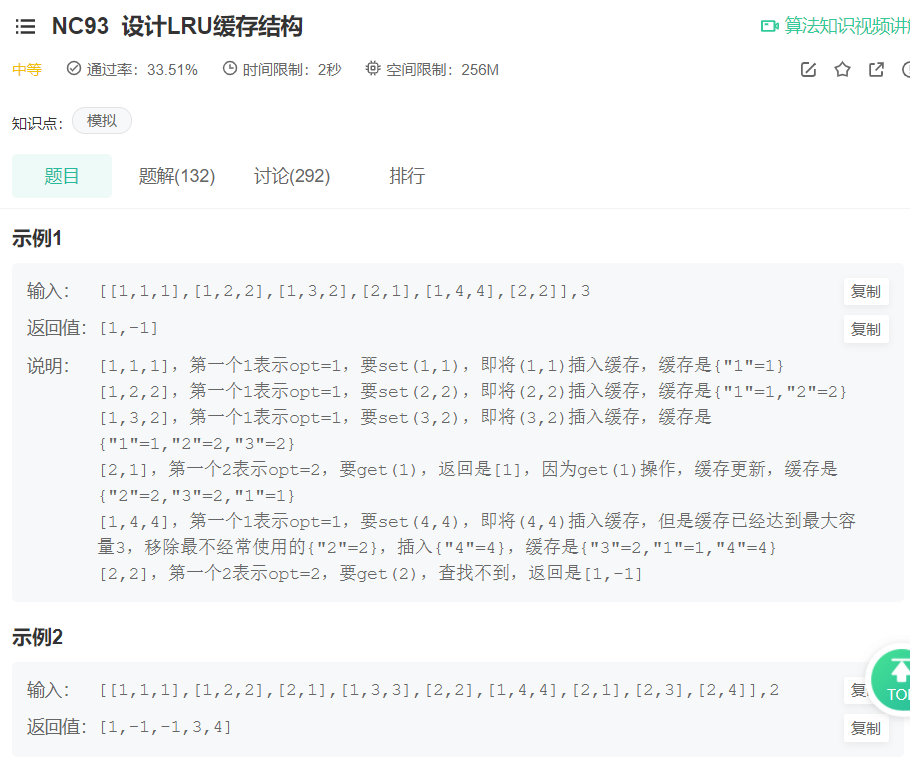 NC93 设计LRU缓存结构
算法知识视频讲解
中等 通过率：33.51% 时间限制：2秒 空间限制：256M
知识点： 模拟
题目 题解(132) 讨论(292) 排行
示例1
输入： [[1,1,1],[1,2,2],[1,3,2],[2,1],[1,4,4],[2,2]],3 复制
返回值： [1,-1] 复制
说明： [1,1,1]，第一个1表示opt=1，要set(1,1)，即将(1,1)插入缓存，缓存是{"1"=1}
[1,2,2]，第一个1表示opt=1，要set(2,2)，即将(2,2)插入缓存，缓存是{"1"=1,"2"=2}
[1,3,2]，第一个1表示opt=1，要set(3,2)，即将(3,2)插入缓存，缓存是
{"1"=1,"2"=2,"3"=2}
[2,1]，第一个2表示opt=2，要get(1)，返回是[1]，因为get(1)操作，缓存更新，缓存是
{"2"=2,"3"=2,"1"=1}
[1,4,4]，第一个1表示opt=1，要set(4,4)，即将(4,4)插入缓存，但是缓存已经达到最大容
量3，移除最不经常使用的{"2"=2}，插入{"4"=4}，缓存是{"3"=2,"1"=1,"4"=4}
[2,2]，第一个2表示opt=2，要get(2)，查找不到，返回是[1,-1]
示例2
输入： [[1,1,1],[1,2,2],[2,1],[1,3,3],[2,2],[1,4,4],[2,1],[2,3],[2,4]],2 复
TO
返回值： [1,-1,-1,3,4] 复制